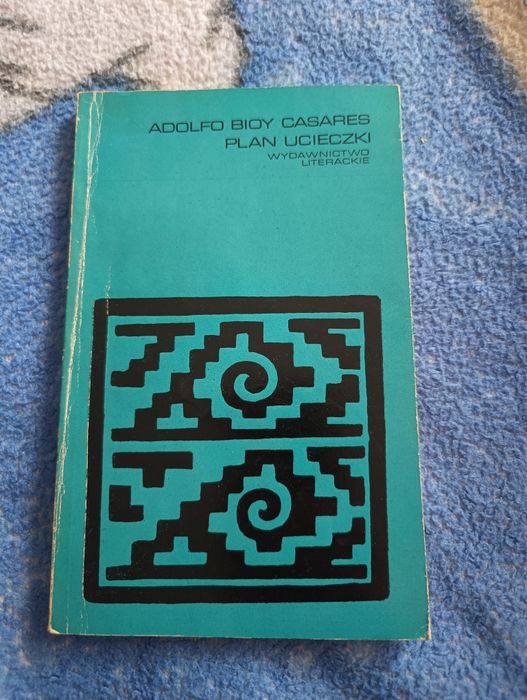 ADOLFO BIOY CASARES
PLAN UCIECZKI
WYDAWNICTWO
LITERACKIE